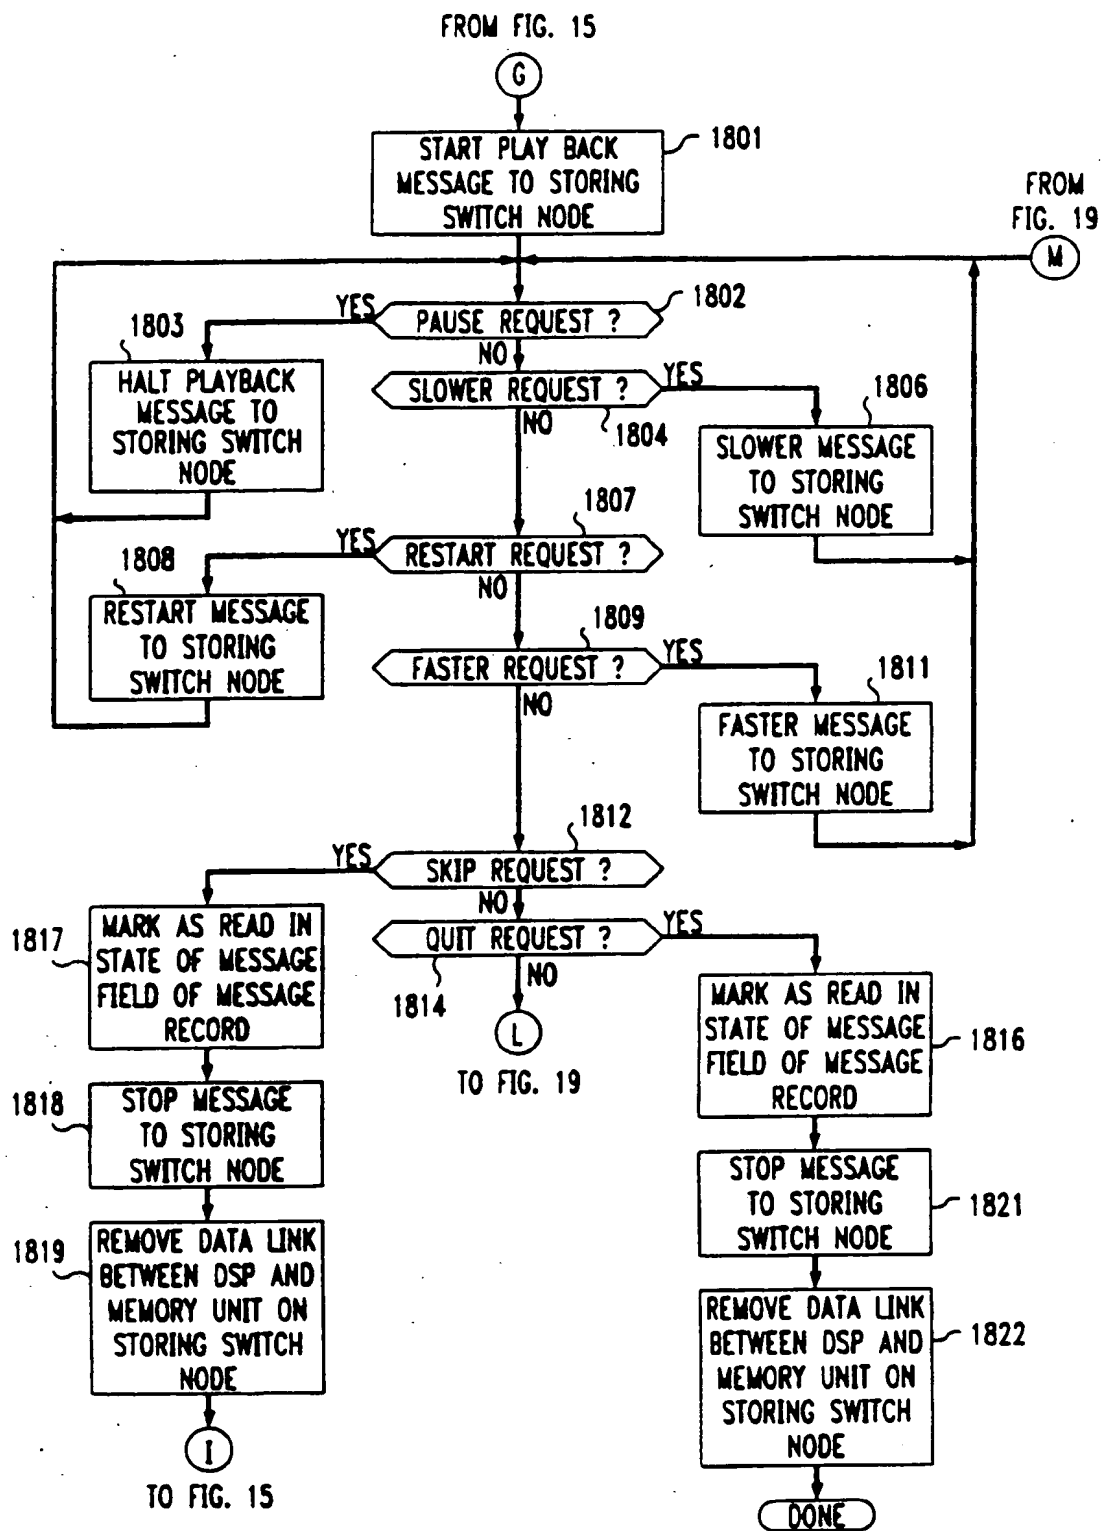 FROM FIG. 15
G
START PLAY BACK
MESSAGE TO STORING
SWITCH NODE
1801
FROM
FIG. 19
M
PAUSE REQUEST ?
1802
YES
NO
1803
HALT PLAYBACK
MESSAGE TO
STORING SWITCH
NODE
SLOWER REQUEST ?
1804
YES
NO
1806
SLOWER MESSAGE
TO STORING
SWITCH NODE
1807
RESTART REQUEST ?
YES
NO
1808
RESTART MESSAGE
TO STORING
SWITCH NODE
1809
FASTER REQUEST ?
YES
NO
1811
FASTER MESSAGE
TO STORING
SWITCH NODE
1812
SKIP REQUEST ?
YES
NO
QUIT REQUEST ?
1814
YES
NO
L
TO FIG. 19
1817
MARK AS READ IN
STATE OF MESSAGE
FIELD OF MESSAGE
RECORD
1818
STOP MESSAGE
TO STORING
SWITCH NODE
1819
REMOVE DATA LINK
BETWEEN DSP AND
MEMORY UNIT ON
STORING SWITCH
NODE
I
TO FIG. 15
MARK AS READ IN
STATE OF MESSAGE
FIELD OF MESSAGE
RECORD
1816
STOP MESSAGE
TO STORING
SWITCH NODE
1821
REMOVE DATA LINK
BETWEEN DSP AND
MEMORY UNIT ON
STORING SWITCH
NODE
1822
DONE